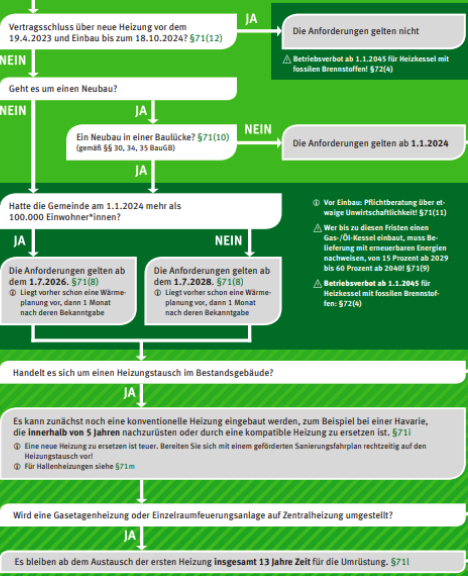 Vertragsschluss über neue Heizung vor dem
19.4.2023 und Einbau bis zum 18.10.2024? §71(12)
JA
Die Anforderungen gelten nicht
⚠ Betriebsverbot ab 1.1.2045 für Heizkessel mit
fossilen Brennstoffen! §72(4)
NEIN
Geht es um einen Neubau?
NEIN
JA
Ein Neubau in einer Baulücke? §71(10)
(gemäß §§ 30, 34, 35 BauGB)
NEIN
Die Anforderungen gelten ab 1.1.2024
JA
Hatte die Gemeinde am 1.1.2024 mehr als
100.000 Einwohner*innen?
ⓘ Vor Einbau: Pflichtberatung über et-
waige Unwirtschaftlichkeit! §71(11)
⚠ Wer bis zu diesen Fristen einen
Gas-/Öl-Kessel einbaut, muss Be-
lieferung mit erneuerbaren Energien
nachweisen, von 15 Prozent ab 2029
bis 60 Prozent ab 2040! §71(9)
⚠ Betriebsverbot ab 1.1.2045 für
Heizkessel mit fossilen Brennstof-
fen: §72(4)
JA
NEIN
Die Anforderungen gelten ab
dem 1.7.2026. §71(8)
ⓘ Liegt vorher schon eine Wärme-
planung vor, dann 1 Monat
nach deren Bekanntgabe
Die Anforderungen gelten ab
dem 1.7.2028. §71(8)
ⓘ Liegt vorher schon eine Wärme-
planung vor, dann 1 Monat
nach deren Bekanntgabe
Handelt es sich um einen Heizungstausch im Bestandsgebäude?
JA
Es kann zunächst noch eine konventionelle Heizung eingebaut werden, zum Beispiel bei einer Havarie,
die innerhalb von 5 Jahren nachzurüsten oder durch eine kompatible Heizung zu ersetzen ist. §71i
ⓘ Eine neue Heizung zu ersetzen ist teuer. Bereiten Sie sich mit einem geförderten Sanierungsfahrplan rechtzeitig auf den
Heizungstausch vor!
ⓘ Für Hallenheizungen siehe §71m
Wird eine Gasetagenheizung oder Einzelraumfeuerungsanlage auf Zentralheizung umgestellt?
JA
Es bleiben ab dem Austausch der ersten Heizung insgesamt 13 Jahre Zeit für die Umrüstung. §71l